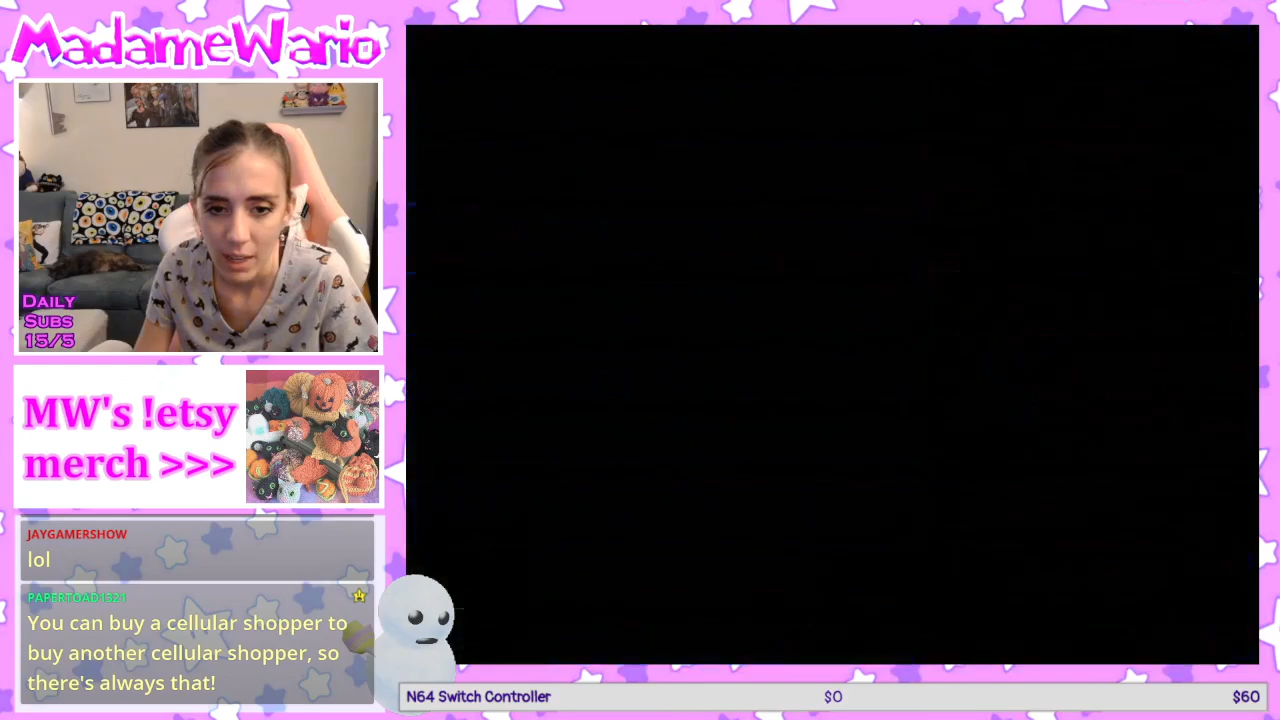 MadameWario
DAILY
SUBS
15/5
MW's !etsy
merch >>>
JAYGAMERSHOW
lol
PAPERTOAD1321
You can buy a cellular shopper to
buy another cellular shopper, so
there's always that!
N64 Switch Controller
$0
$60